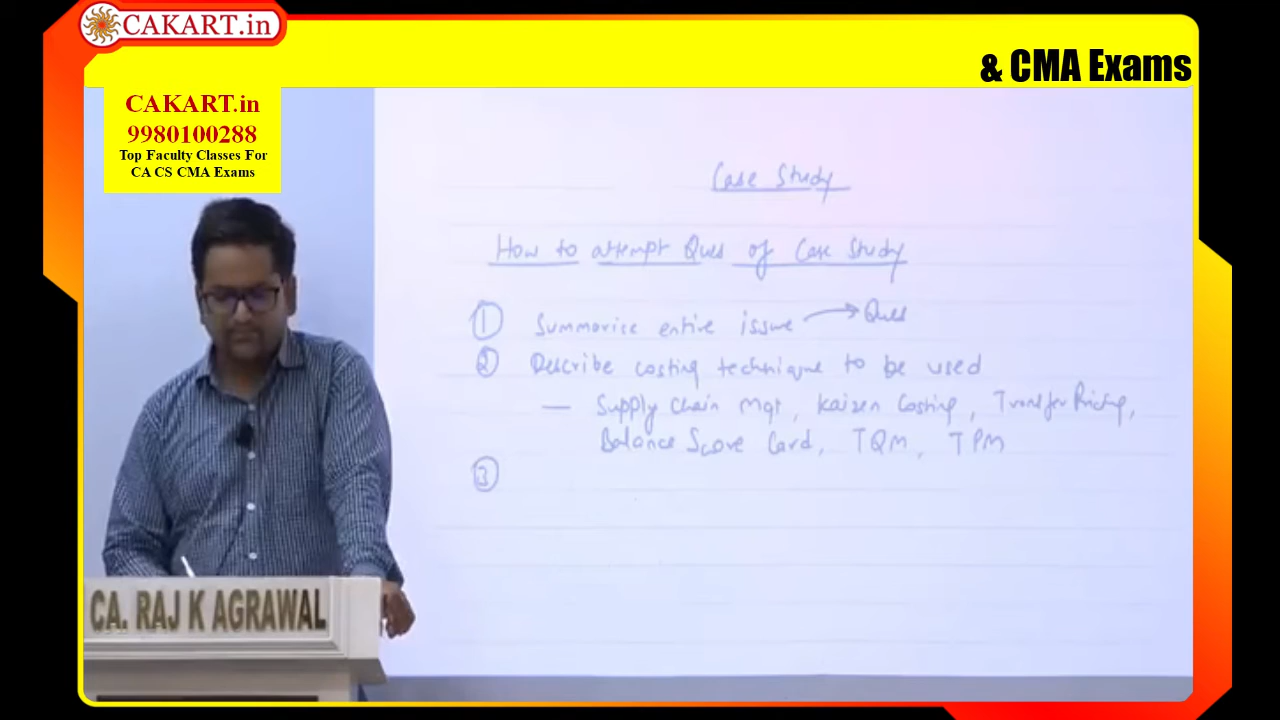 CAKART.in
& CMA Exams
CAKART.in
9980100288
Top Faculty Classes For
CA CS CMA Exams
Case Study
How to attempt Ques of Case Study
1 Summarise entire issue → Ques
2 Describe costing technique to be used
— Supply Chain Mgt, Kaizen Costing, Transfer Pricing,
Balance Score Card, TQM, TPM
3
CA. RAJ K AGRAWAL